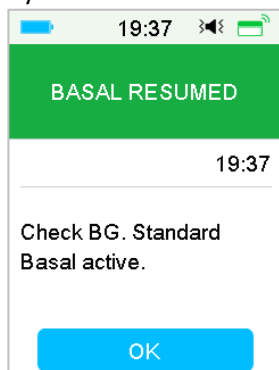 19:37
BASAL RESUMED
19:37
Check BG. Standard
Basal active.
OK